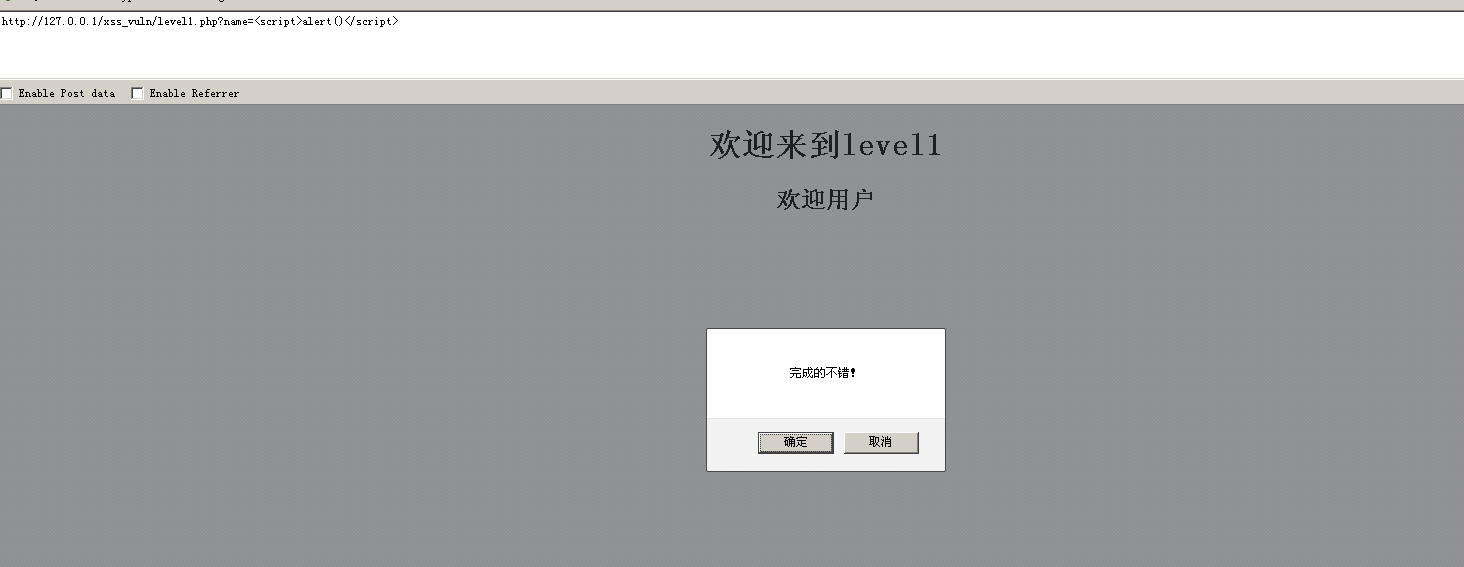 http://127.0.0.1/xss_vuln/level1.php?name=<script>alert()</script>
Enable Post data Enable Referrer
欢迎来到level1
欢迎用户
完成的不错！
确定 取消